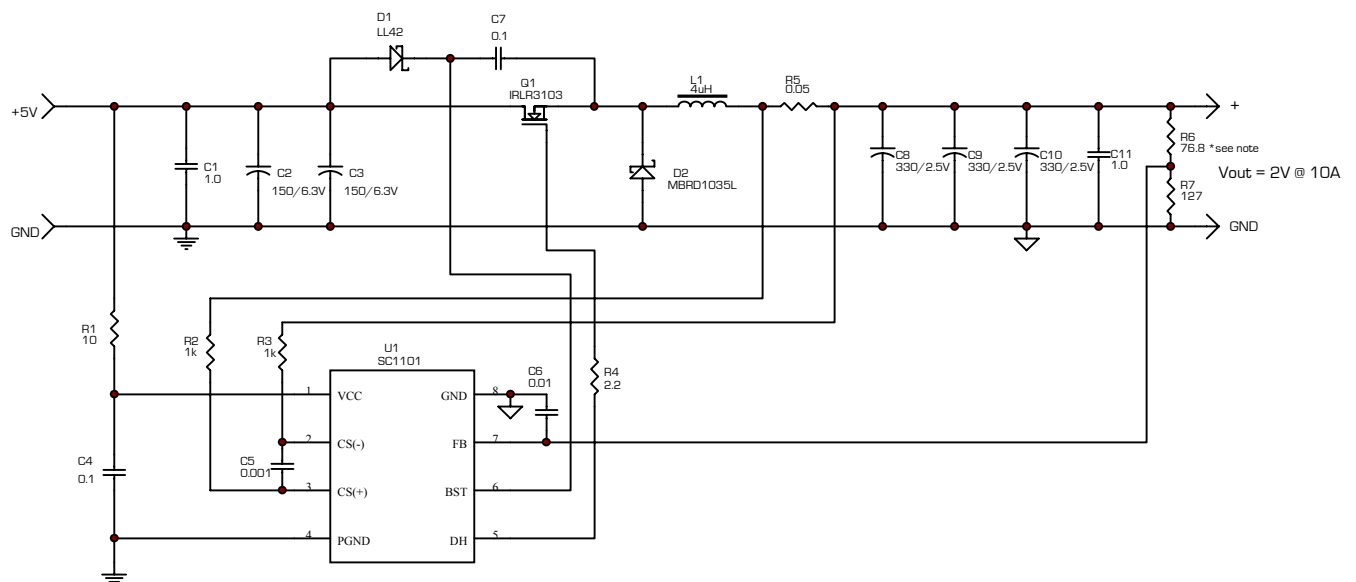 D1
LL42
C7
0.1
Q1
IRLR3103
L1
4uH
R5
0.05
+5V
+
C1
1.0
C2
150/6.3V
C3
150/6.3V
D2
MBRD1035L
C8
330/2.5V
C9
330/2.5V
C10
330/2.5V
C11
1.0
R6
76.8 *see note
Vout = 2V @ 10A
R7
127
GND
GND
R1
10
R2
1k
R3
1k
U1
SC1101
C6
0.01
R4
2.2
1 VCC GND 8
2 CS(-) FB 7
C4
0.1
C5
0.001
3 CS(+) BST 6
4 PGND DH 5